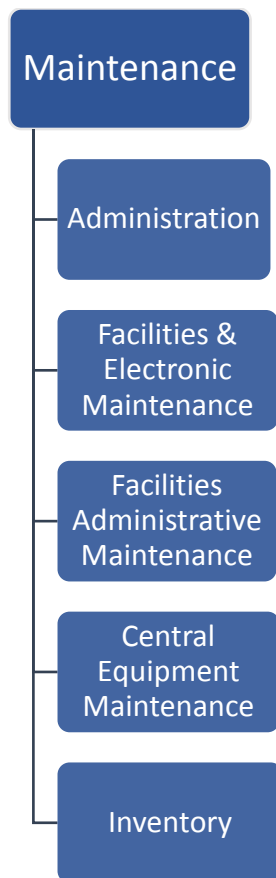 Maintenance
Administration
Facilities &
Electronic
Maintenance
Facilities
Administrative
Maintenance
Central
Equipment
Maintenance
Inventory